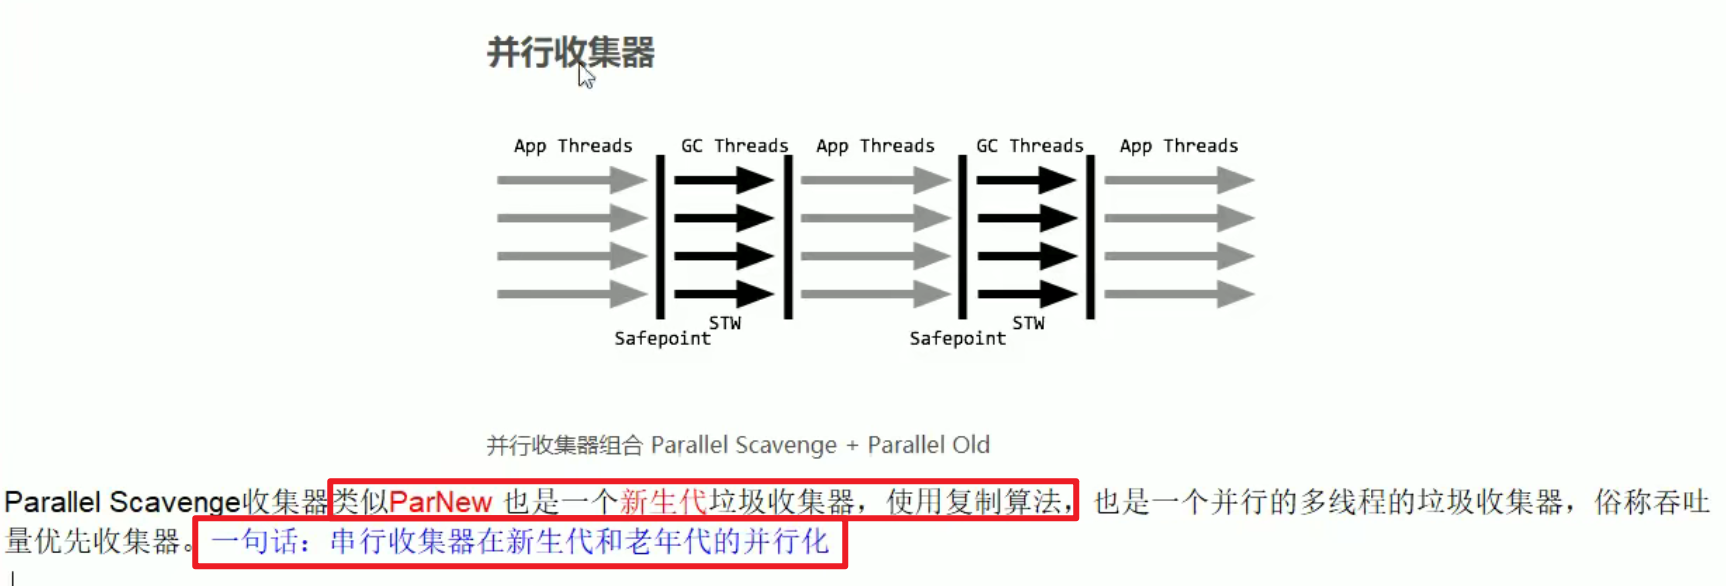 并行收集器
App Threads GC Threads App Threads GC Threads App Threads
STW STW
Safepoint Safepoint
并行收集器组合 Parallel Scavenge + Parallel Old
Parallel Scavenge收集器类似ParNew 也是一个新生代垃圾收集器，使用复制算法，也是一个并行的多线程的垃圾收集器，俗称吞吐
量优先收集器。一句话：串行收集器在新生代和老年代的并行化